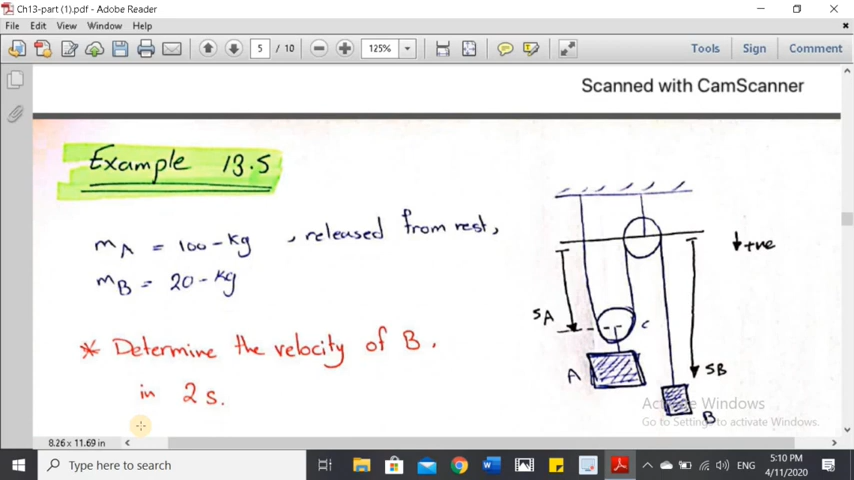 Ch13-part (1).pdf - Adobe Reader
File Edit View Window Help
5 / 10 125% Tools Sign Comment
Scanned with CamScanner
Example 13.5
mA = 100-kg , released from rest,
mB = 20-kg
* Determine the velocity of B.
in 2 s.
↓+ve
SA
C
A
SB
B
Activate Windows
Go to Settings to activate Windows.
8.26 x 11.69 in
Type here to search
ENG
5:10 PM
4/11/2020